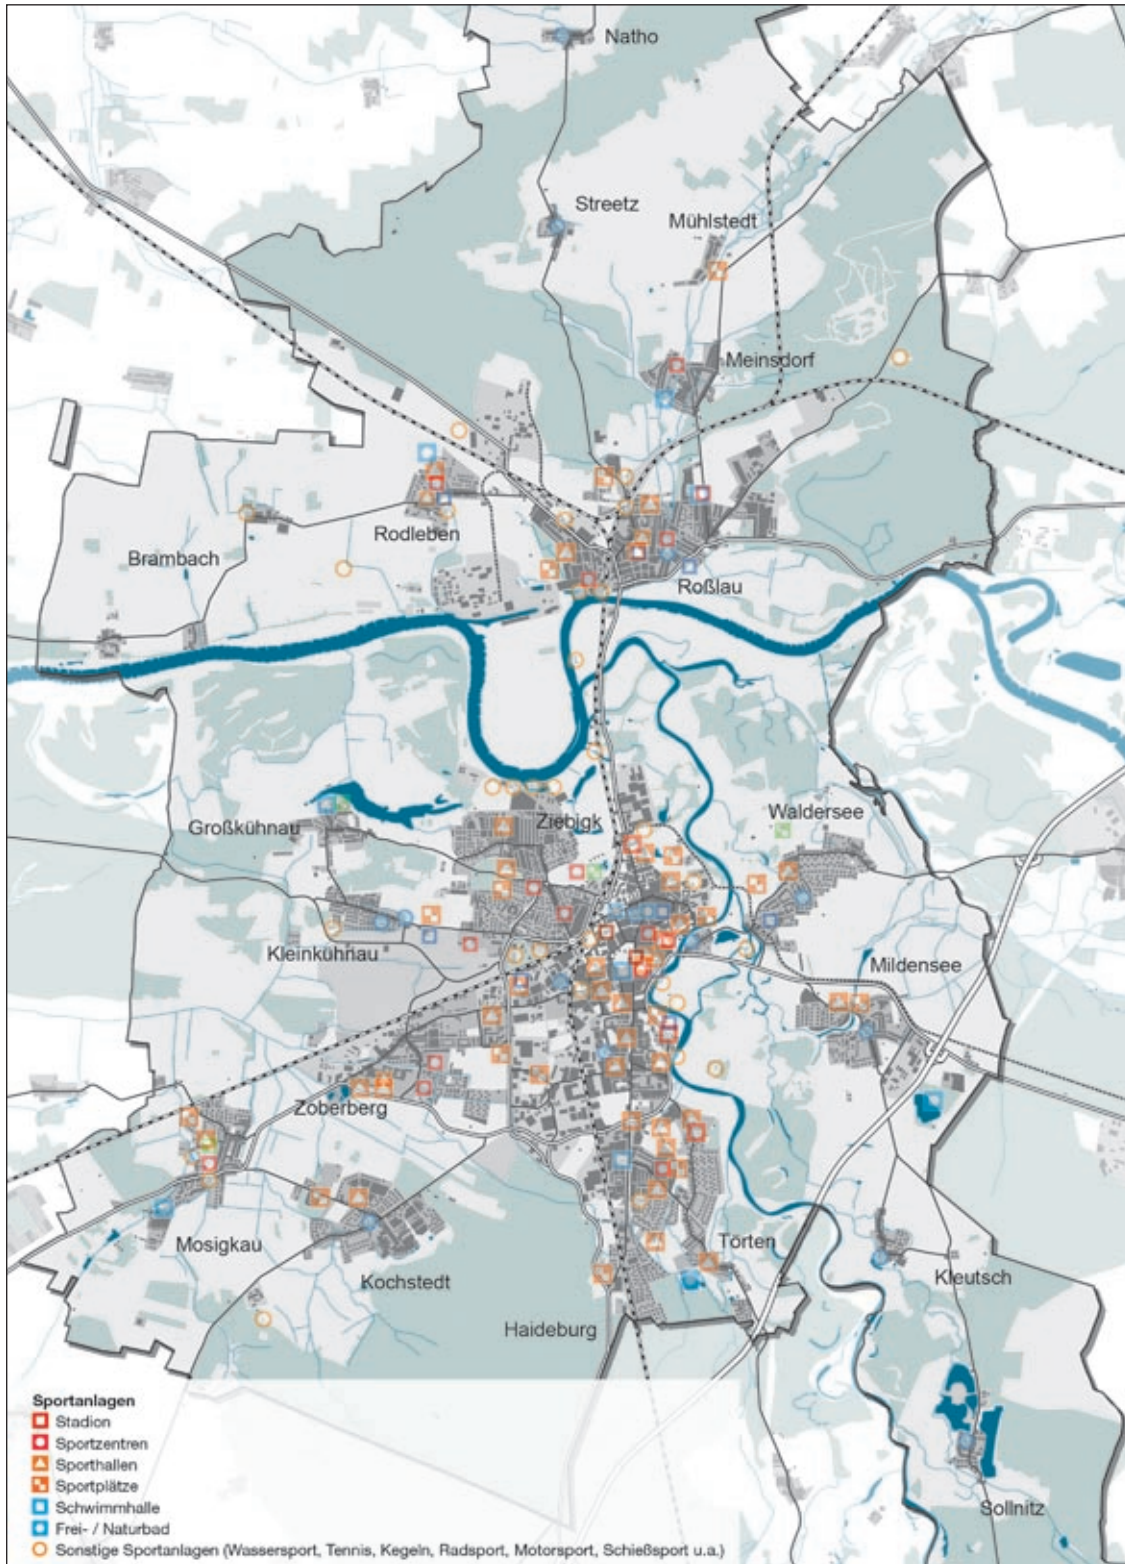 Natho
Streetz
Mühlstedt
Meinsdorf
Rodleben
Brambach
Roßlau
Großkühnau
Ziebigk
Waldersee
Kleinkühnau
Mildensee
Zoberberg
Mosigkau
Kochstedt
Törten
Kleutsch
Haideburg
Sollnitz
Sportanlagen
Stadion
Sportzentren
Sporthallen
Sportplätze
Schwimmhalle
Frei- / Naturbad
Sonstige Sportanlagen (Wassersport, Tennis, Kegeln, Radsport, Motorsport, Schießsport u.a.)